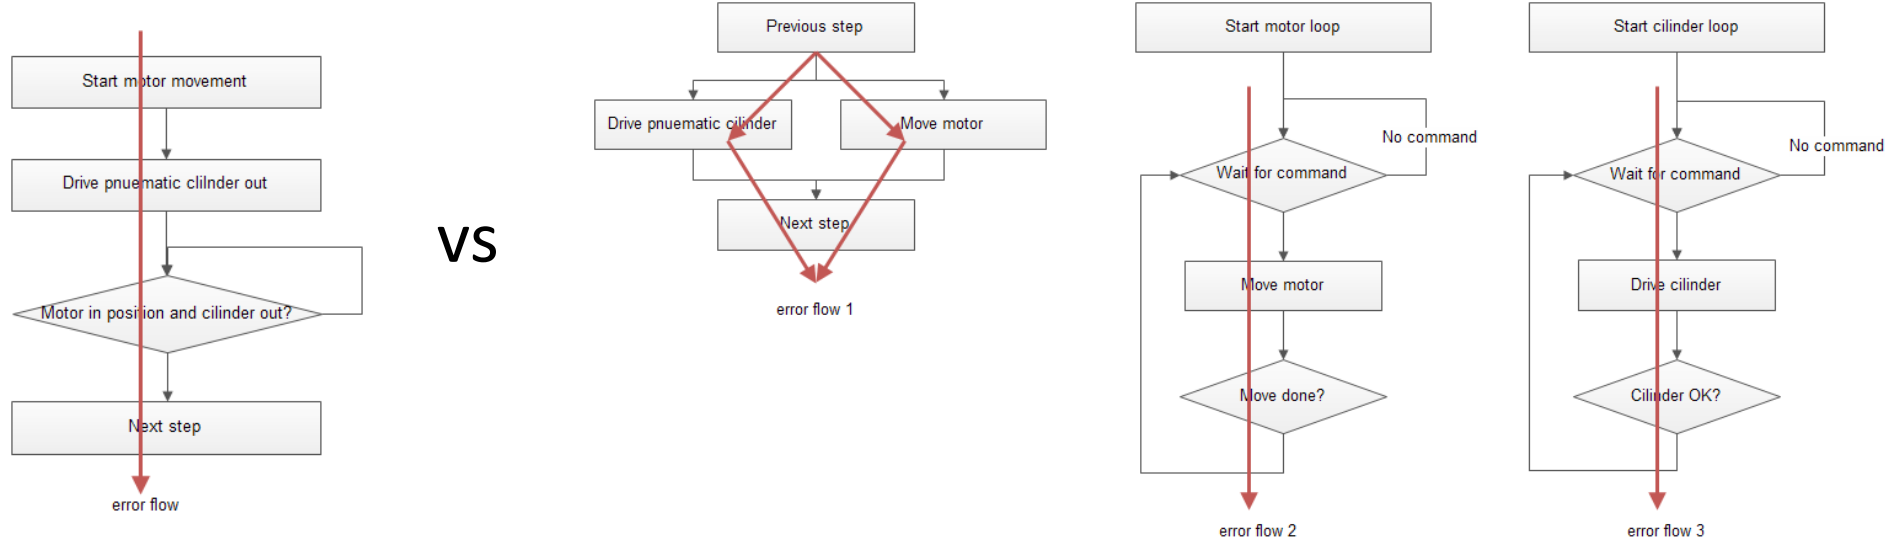 Start motor movement
Drive pnuematic clilnder out
Motor in position and cilinder out?
Next step
error flow
vs
Previous step
Drive pnuematic cilinder
Move motor
Next step
error flow 1
Start motor loop
No command
Wait for command
Move motor
Move done?
error flow 2
Start cilinder loop
No command
Wait for command
Drive cilinder
Cilinder OK?
error flow 3